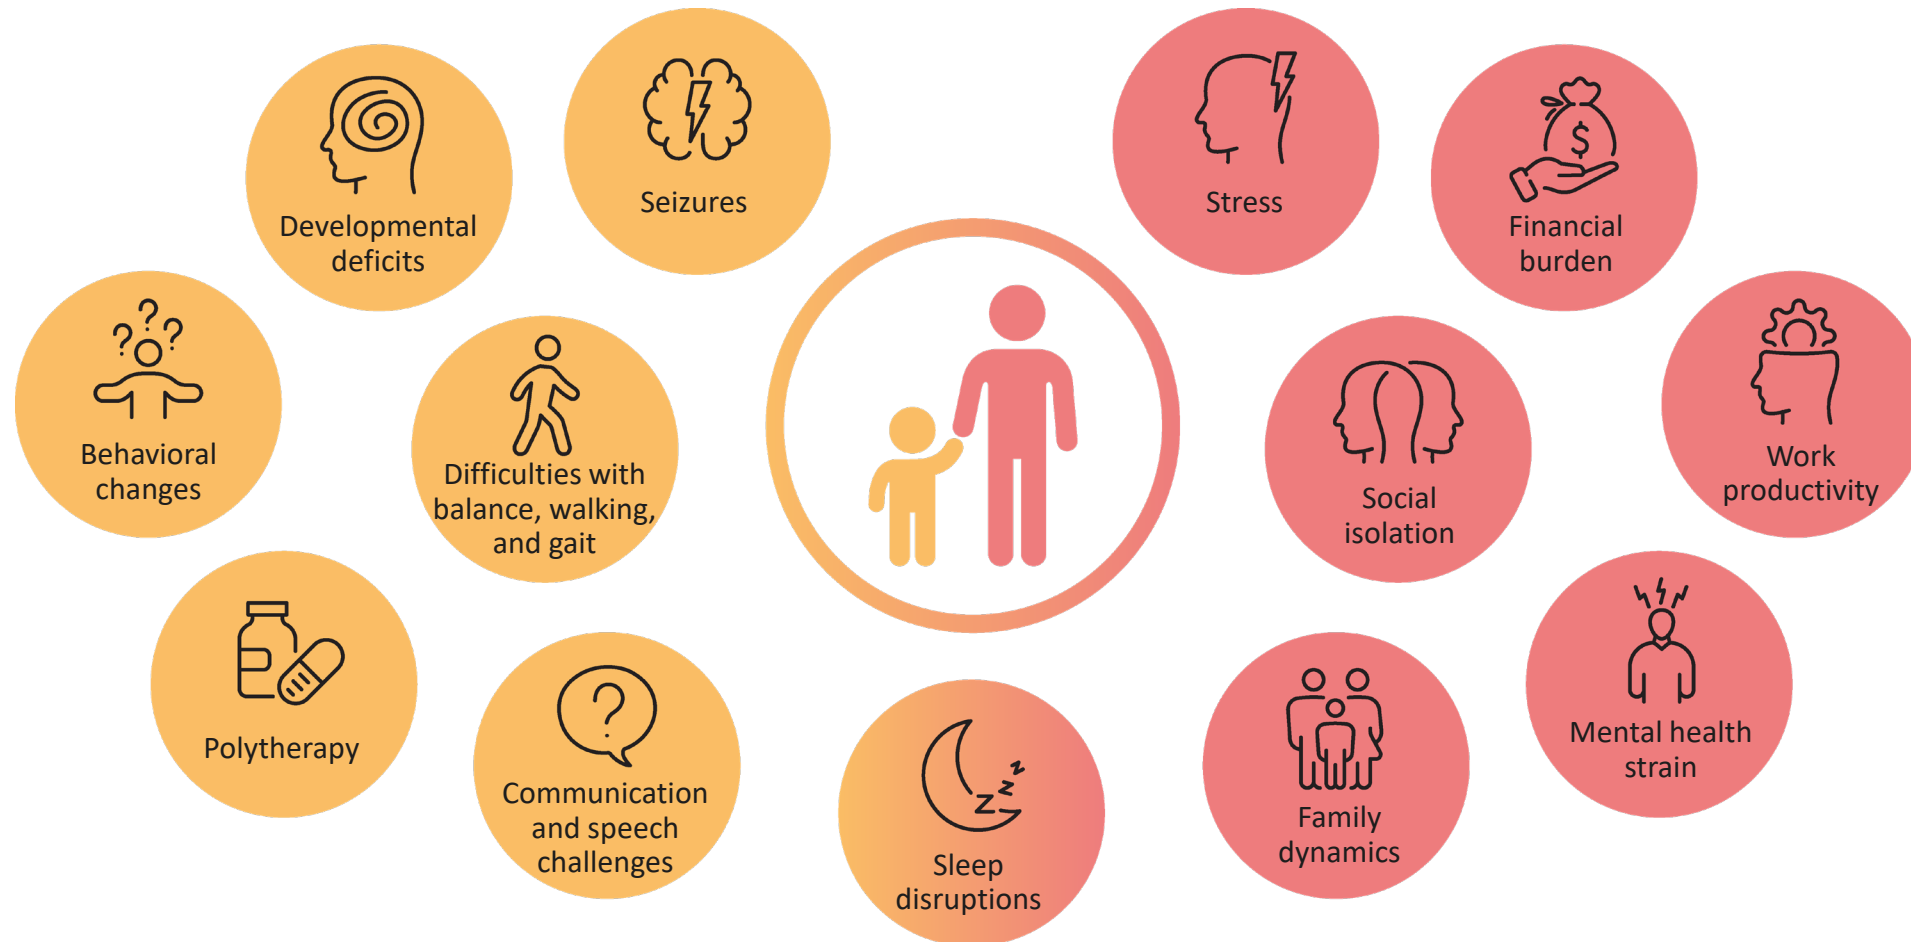 Seizures
Developmental
deficits
Behavioral
changes
Difficulties with
balance, walking,
and gait
Polytherapy
Communication
and speech
challenges
Sleep
disruptions
Stress
$
Financial
burden
Work
productivity
Social
isolation
Mental health
strain
Family
dynamics